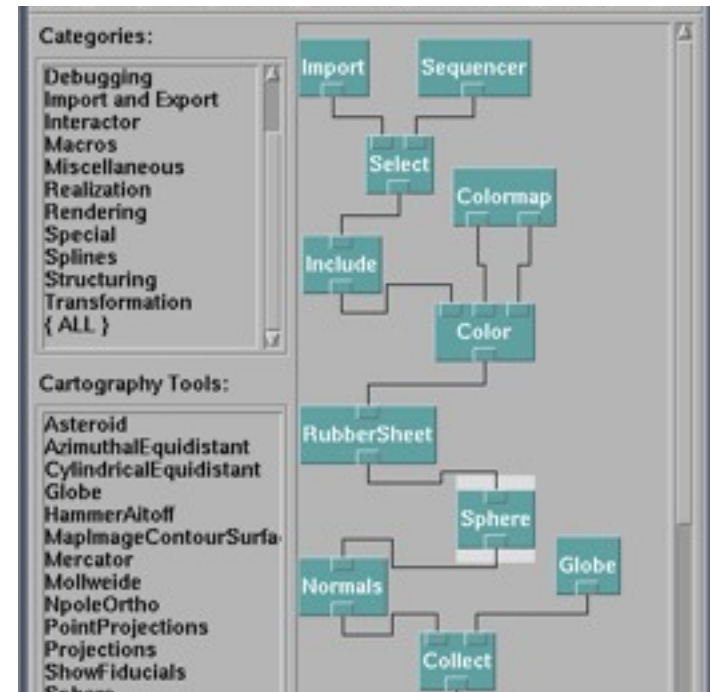 Categories:
Debugging
Import and Export
Interactor
Macros
Miscellaneous
Realization
Rendering
Special
Splines
Structuring
Transformation
{ ALL }
Cartography Tools:
Asteroid
AzimuthalEquidistant
CylindricalEquidistant
Globe
HammerAitoff
MapImageContourSurfa
Mercator
Mollweide
NpoleOrtho
PointProjections
Projections
ShowFiducials
Sphere
Import
Sequencer
Select
Colormap
Include
Color
RubberSheet
Sphere
Globe
Normals
Collect